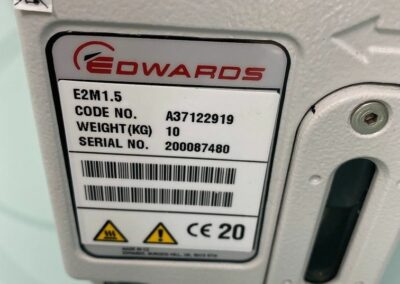 EDWARDS
E2M1.5
CODE NO. A37122919
WEIGHT(KG) 10
SERIAL NO. 200087480
CE 20